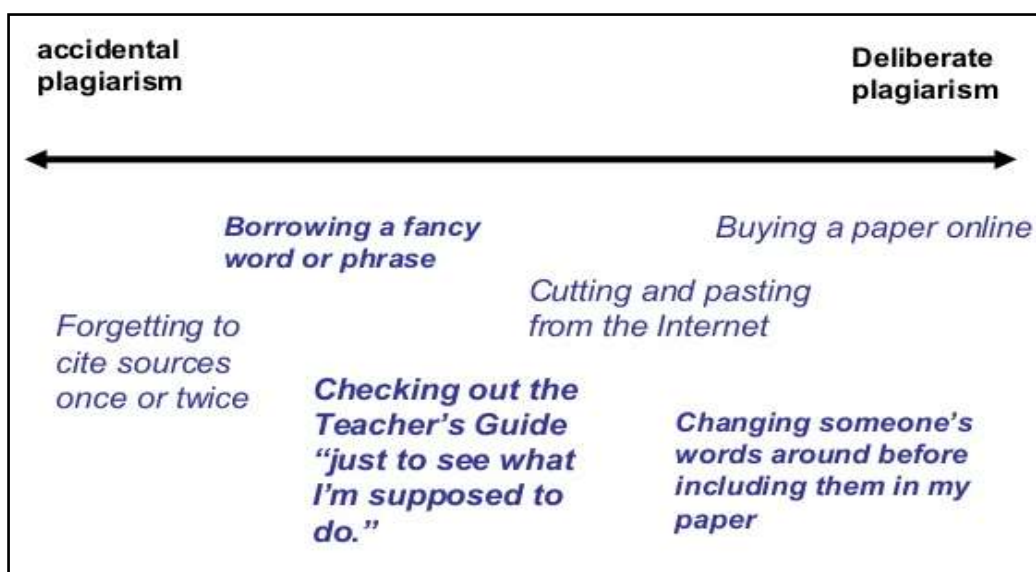 accidental
plagiarism
Deliberate
plagiarism
Borrowing a fancy
word or phrase
Buying a paper online
Cutting and pasting
from the Internet
Forgetting to
cite sources
once or twice
Checking out the
Teacher’s Guide
“just to see what
I’m supposed to
do.”
Changing someone’s
words around before
including them in my
paper